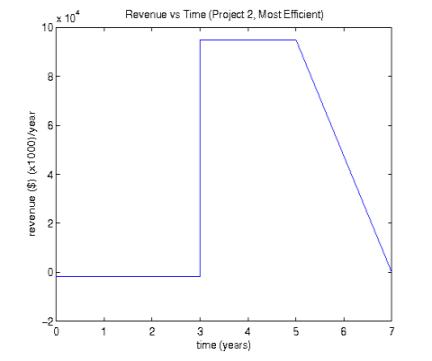 Revenue vs Time (Project 2, Most Efficient)
x 10^4
10
8
6
4
2
0
−2
revenue ($) (x1000)/year
0 1 2 3 4 5 6 7
time (years)